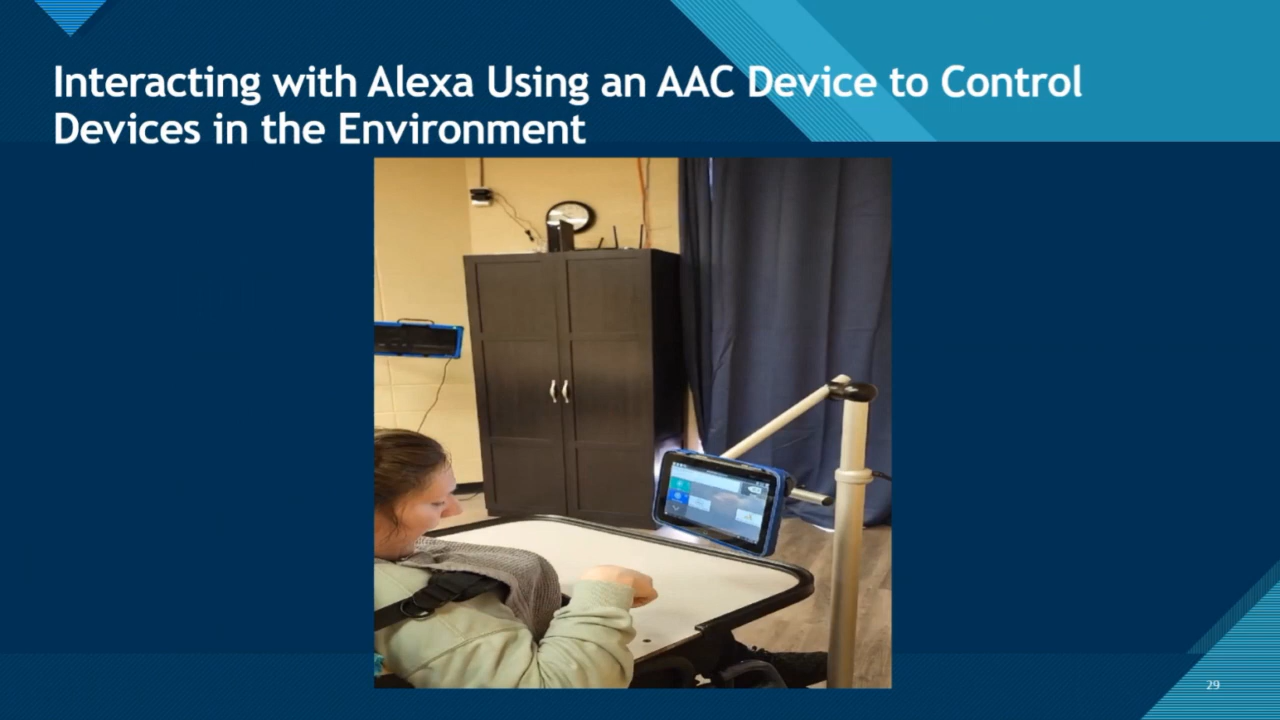 Interacting with Alexa Using an AAC Device to Control
Devices in the Environment
29